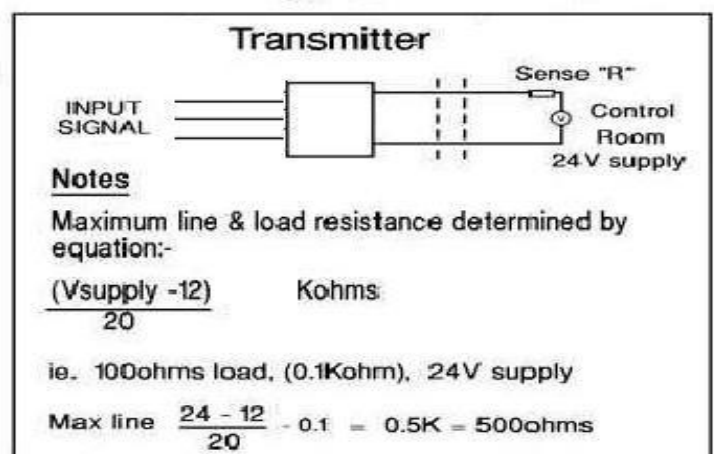 Transmitter
Sense "R"
INPUT
SIGNAL
V
Control
Room
24V supply
Notes
Maximum line & load resistance determined by
equation:-
(Vsupply -12) Kohms
20
ie. 100ohms load, (0.1Kohm), 24V supply
Max line 24 - 12 - 0.1 = 0.5K = 500ohms
20